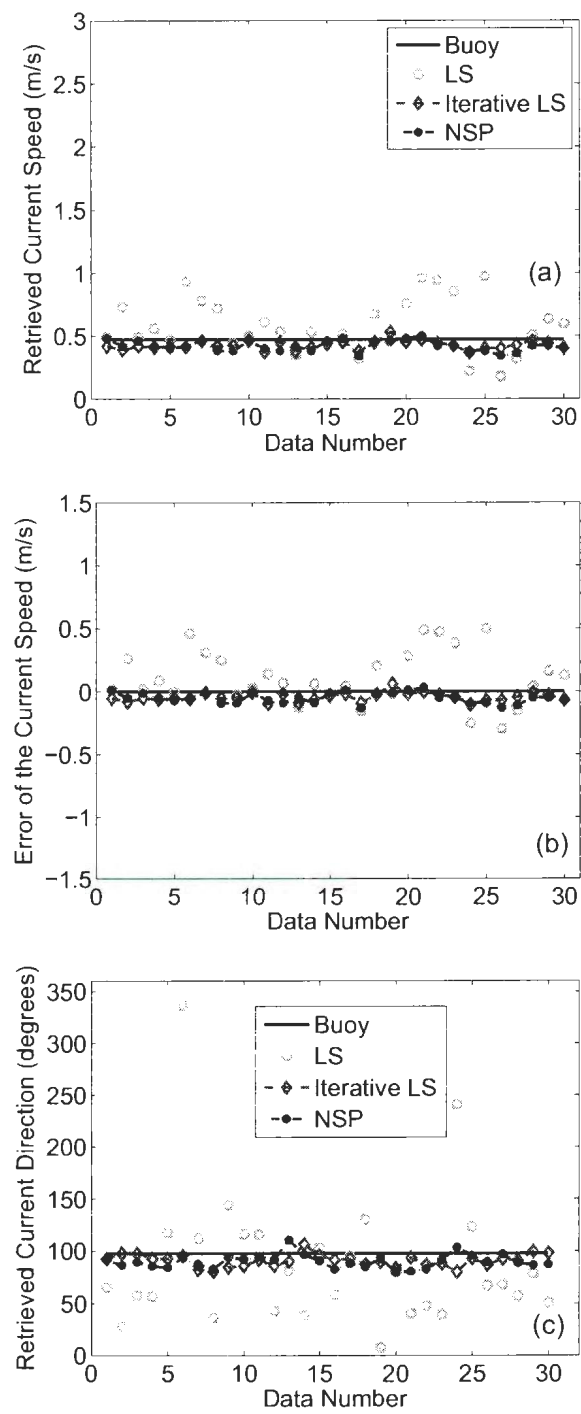 3
2.5
2
1.5
1
0.5
0
Retrieved Current Speed (m/s)
Buoy
LS
Iterative LS
NSP
(a)
0 5 10 15 20 25 30
Data Number
1.5
1
0.5
0
−0.5
−1
−1.5
Error of the Current Speed (m/s)
(b)
0 5 10 15 20 25 30
Data Number
350
300
250
200
150
100
50
0
Retrieved Current Direction (degrees)
Buoy
LS
Iterative LS
NSP
(c)
0 5 10 15 20 25 30
Data Number